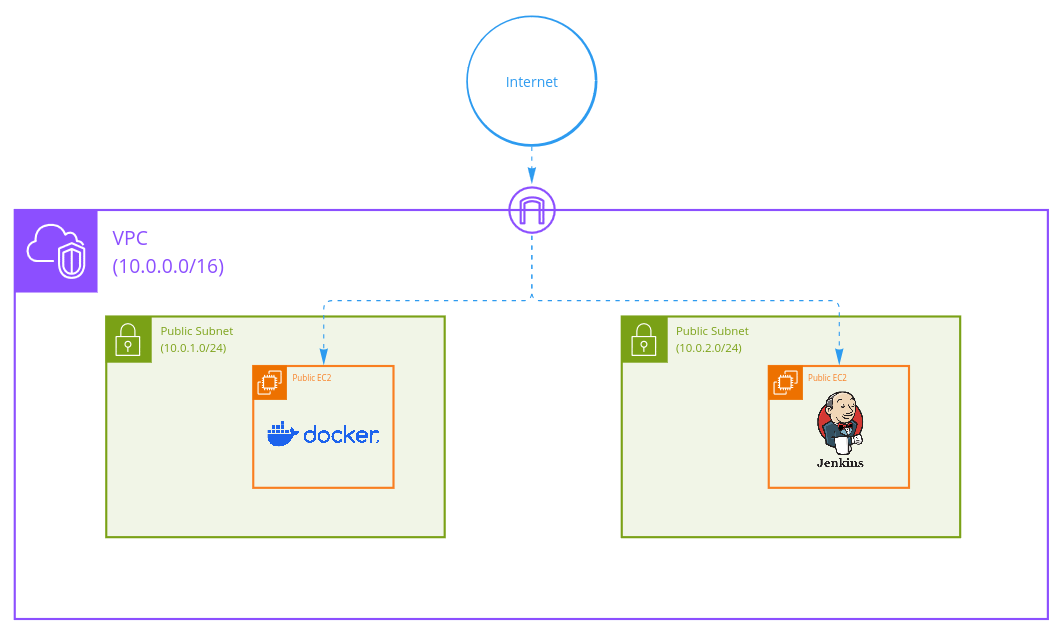 Internet
VPC
(10.0.0.0/16)
Public Subnet
(10.0.1.0/24)
Public EC2
docker.
Public Subnet
(10.0.2.0/24)
Public EC2
Jenkins